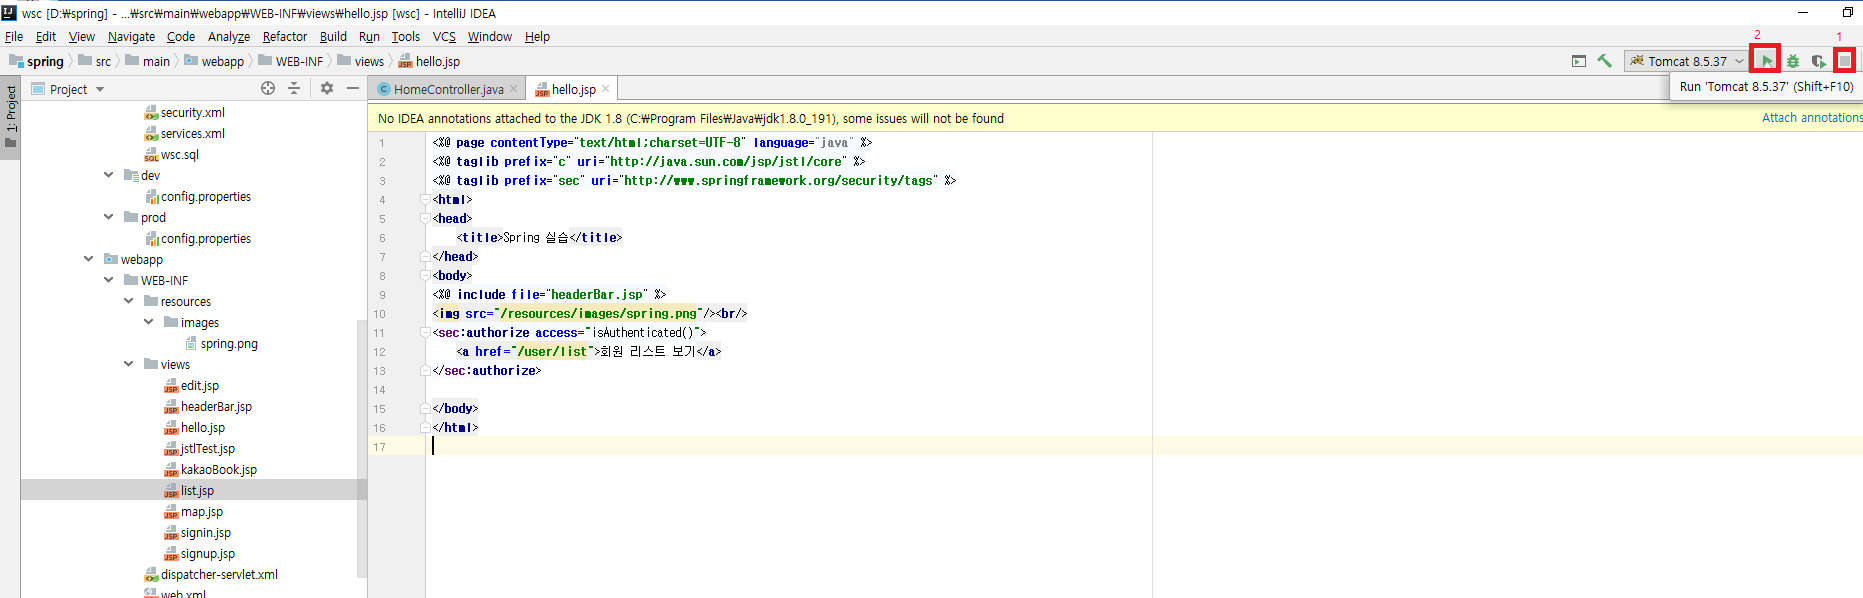 wsc [D:₩spring] - ...₩src₩main₩webapp₩WEB-INF₩views₩hello.jsp [wsc] - IntelliJ IDEA
File Edit View Navigate Code Analyze Refactor Build Run Tools VCS Window Help
2 1
spring src main webapp WEB-INF views hello.jsp Tomcat 8.5.37
Run 'Tomcat 8.5.37' (Shift+F10)
1: Project
Project
HomeController.java hello.jsp
No IDEA annotations attached to the JDK 1.8 (C:₩Program Files₩Java₩jdk1.8.0_191), some issues will not be found Attach annotations
security.xml
services.xml
wsc.sql
dev
config.properties
prod
config.properties
webapp
WEB-INF
resources
images
spring.png
views
edit.jsp
headerBar.jsp
hello.jsp
jstlTest.jsp
kakaoBook.jsp
list.jsp
map.jsp
signin.jsp
signup.jsp
dispatcher-servlet.xml
web.xml
1 <%@ page contentType="text/html;charset=UTF-8" language="java" %>
2 <%@ taglib prefix="c" uri="http://java.sun.com/jsp/jstl/core" %>
3 <%@ taglib prefix="sec" uri="http://www.springframework.org/security/tags" %>
4 <html>
5 <head>
6 <title>Spring 실습</title>
7 </head>
8 <body>
9 <%@ include file="headerBar.jsp" %>
10 <img src="/resources/images/spring.png"/><br/>
11 <sec:authorize access="isAuthenticated()">
12 <a href="/user/list">회원 리스트 보기</a>
13 </sec:authorize>
14
15 </body>
16 </html>
17